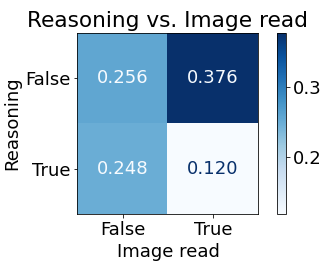 Reasoning vs. Image read
False 0.256 0.376
True 0.248 0.120
False True
Image read
Reasoning
0.3
0.2